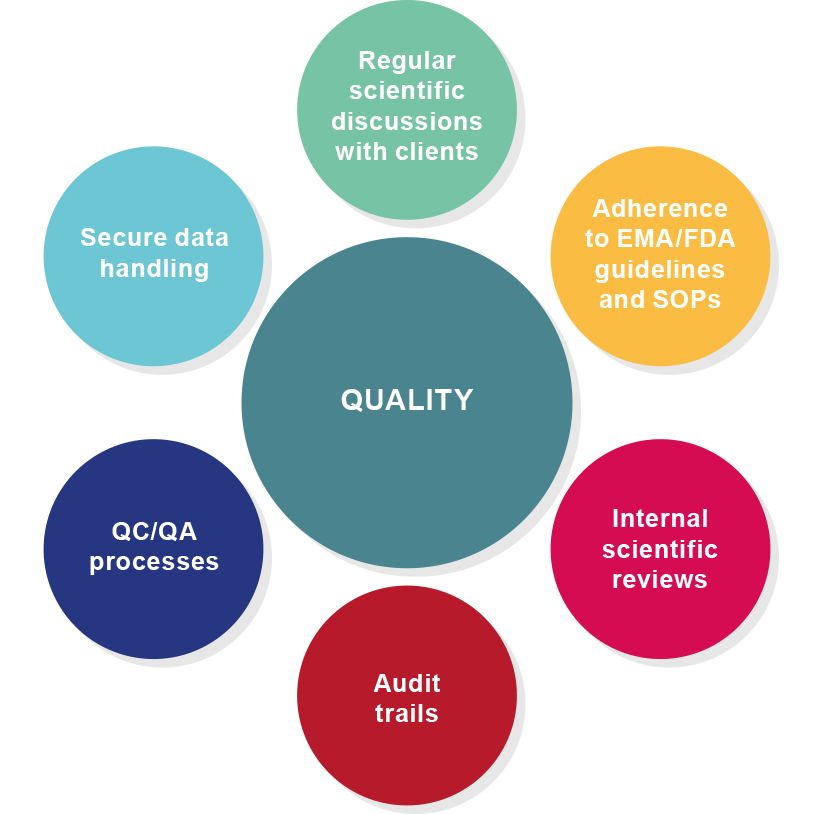 Regular
scientific
discussions
with clients
Adherence
to EMA/FDA
guidelines
and SOPs
Secure data
handling
QUALITY
Internal
scientific
reviews
QC/QA
processes
Audit
trails